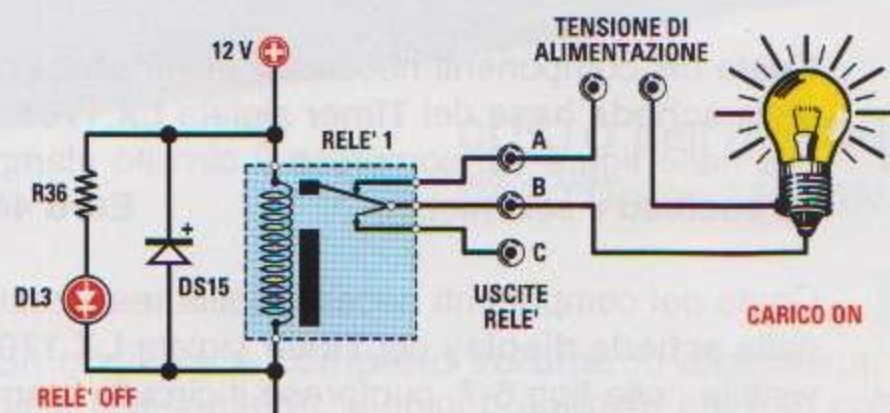 TENSIONE DI
ALIMENTAZIONE
12 V
RELE' 1
A
R36
B
DL3
DS15
C
USCITE
RELE'
CARICO ON
RELE' OFF